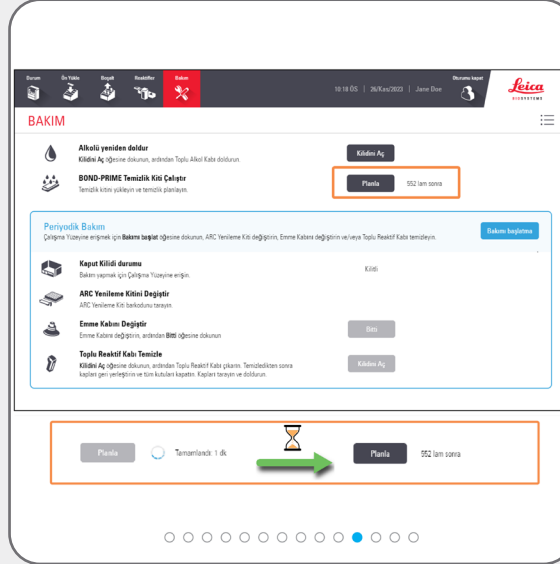 Durum
Ön Yükle
Boşalt
Reaktifler
Bakım
10:18 ÖS | 26/Kas/2023 | Jane Doe
Oturumu kapat
Leica
BIOSYSTEMS
BAKIM
Alkolü yeniden doldur
Kilidini Aç öğesine dokunun, ardından Toplu Alkol Kabı doldurun.
Kilidini Aç
BOND-PRIME Temizlik Kiti Çalıştır
Temizlik kitini yükleyin ve temizlik planlayın.
Planla
552 lam sonra
Periyodik Bakım
Çalışma Yüzeyine erişmek için Bakımı başlat öğesine dokunun, ARC Yenileme Kiti değiştirin, Emme Kabını değiştirin ve/veya Toplu Reaktif Kabı temizleyin.
Bakımı başlatma
Kaput Kilidi durumu
Bakım yapmak için Çalışma Yüzeyine erişin.
Kilitli
ARC Yenileme Kitini Değiştir
ARC Yenileme Kiti barkodunu tarayın.
Emme Kabını Değiştir
Emme Kabını değiştirin, ardından Bitti öğesine dokunun
Bitti
Toplu Reaktif Kabı Temizle
Kilidini Aç öğesine dokunun, ardından Toplu Reaktif Kabı çıkarın. Temizledikten sonra
kapları geri yerleştirin ve tüm kutuları kapatın. Kapları tarayın ve doldurun.
Kilidini Aç
Planla
Tamamlandı: 1 dk
Planla
552 lam sonra